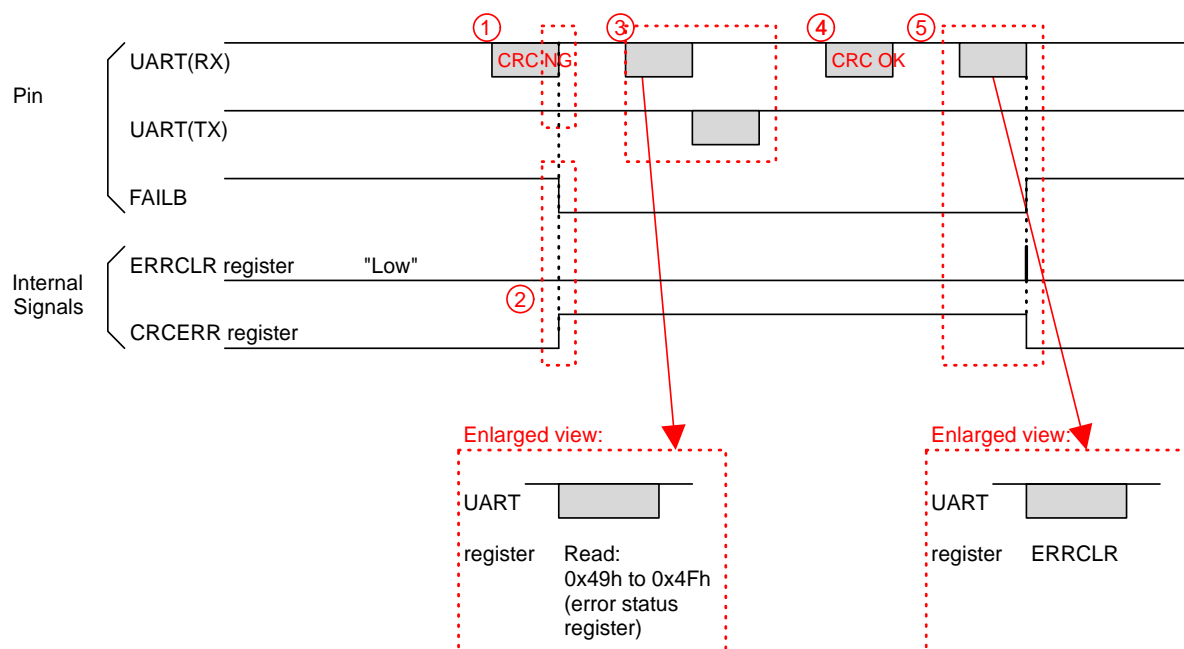 ① ③ ④ ⑤
Pin
UART(RX)
CRC NG
CRC OK
UART(TX)
FAILB
Internal
Signals
ERRCLR register "Low"
②
CRCERR register
Enlarged view:
UART
register
Read:
0x49h to 0x4Fh
(error status
register)
Enlarged view:
UART
register
ERRCLR